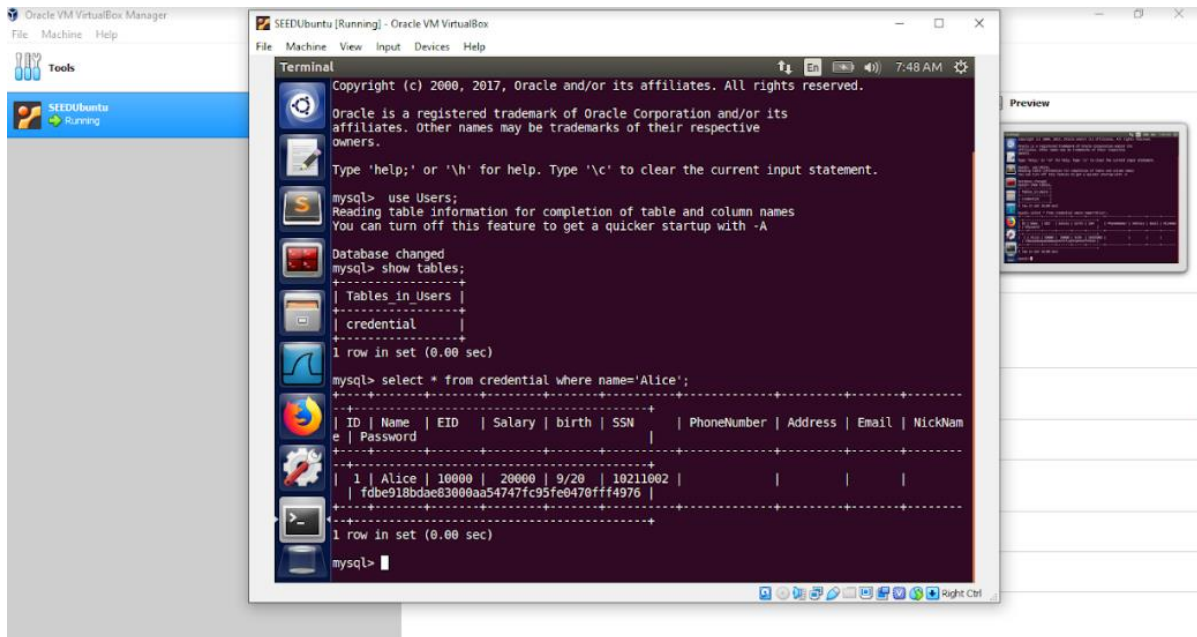 Oracle VM VirtualBox Manager
File Machine Help
Tools
SEEDUbuntu
Running
Preview
SEEDUbuntu [Running] - Oracle VM VirtualBox
File Machine View Input Devices Help
Terminal En 7:48 AM
Copyright (c) 2000, 2017, Oracle and/or its affiliates. All rights reserved.
Oracle is a registered trademark of Oracle Corporation and/or its
affiliates. Other names may be trademarks of their respective
owners.
Type 'help;' or '\h' for help. Type '\c' to clear the current input statement.
mysql> use Users;
Reading table information for completion of table and column names
You can turn off this feature to get a quicker startup with -A
Database changed
mysql> show tables;
+-----------------+
| Tables_in_Users |
+-----------------+
| credential      |
+-----------------+
1 row in set (0.00 sec)
mysql> select * from credential where name='Alice';
+----+-------+-------+--------+-------+----------+-------------+---------+-------+--------
--+------------------------------------------+
| ID | Name  | EID   | Salary | birth | SSN      | PhoneNumber | Address | Email | NickNam
e | Password                                 |
+----+-------+-------+--------+-------+----------+-------------+---------+-------+--------
--+------------------------------------------+
|  1 | Alice | 10000 |  20000 | 9/20  | 10211002 |             |         |       |
  | fdbe918bdae83000aa54747fc95fe0470fff4976 |
+----+-------+-------+--------+-------+----------+-------------+---------+-------+--------
--+------------------------------------------+
1 row in set (0.00 sec)
mysql>
Right Ctrl